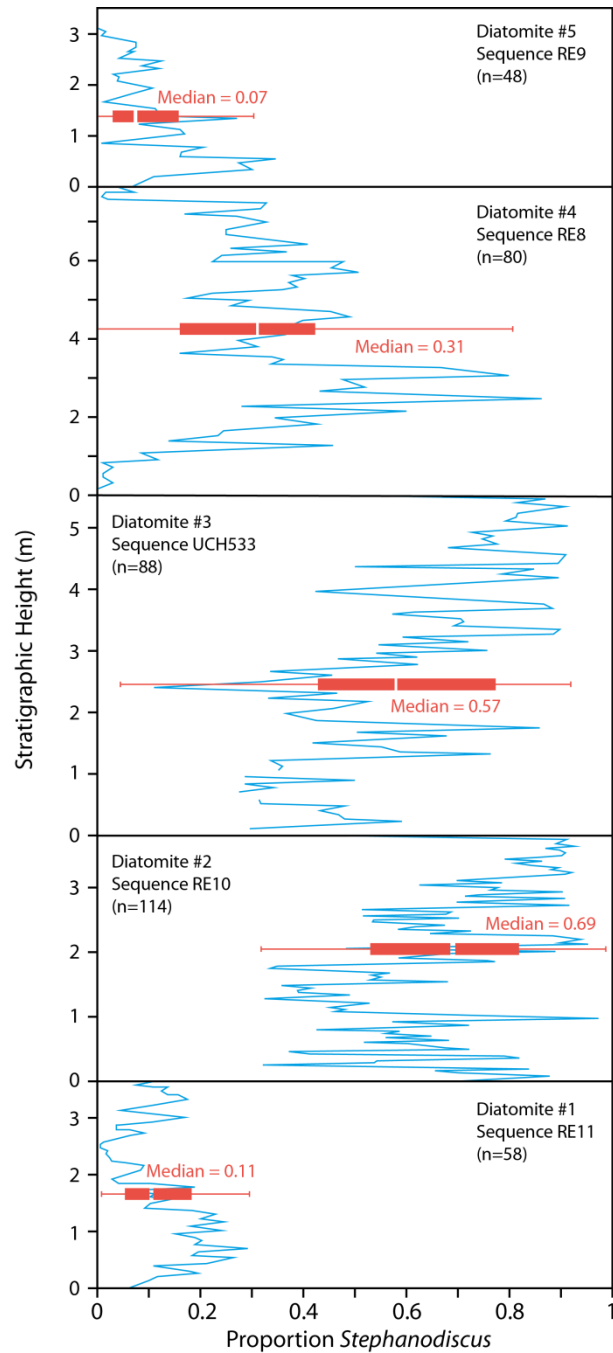 3
Diatomite #5
Sequence RE9
(n=48)
2
Median = 0.07
1
0
Diatomite #4
Sequence RE8
(n=80)
6
4
Median = 0.31
2
0
Diatomite #3
Sequence UCH533
(n=88)
5
4
3
Median = 0.57
2
1
0
Diatomite #2
Sequence RE10
(n=114)
3
Median = 0.69
2
1
0
Diatomite #1
Sequence RE11
(n=58)
3
2
Median = 0.11
1
0
Stratigraphic Height (m)
0 0.2 0.4 0.6 0.8 1
Proportion Stephanodiscus